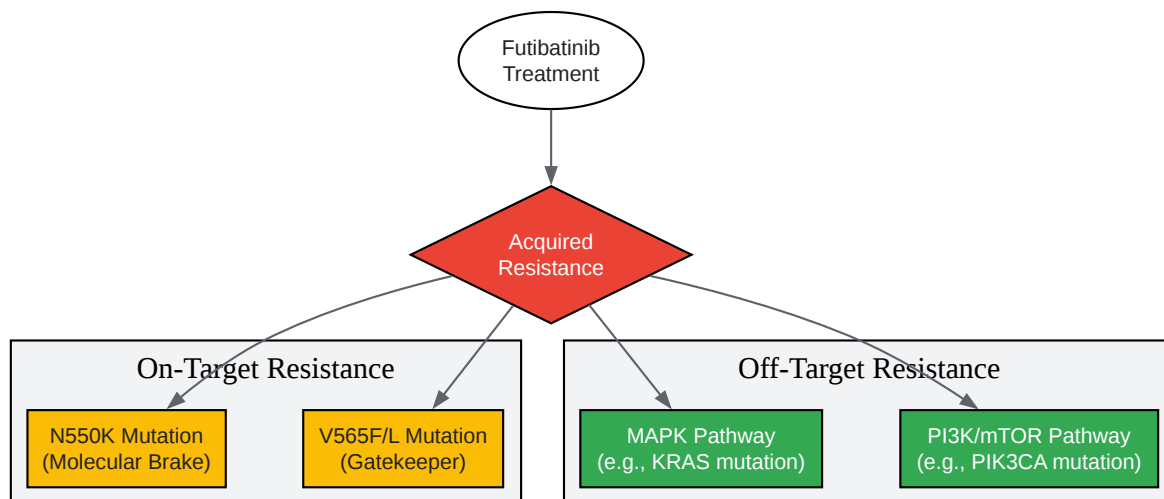 Futibatinib
Treatment
Acquired
Resistance
On-Target Resistance
Off-Target Resistance
N550K Mutation
(Molecular Brake)
V565F/L Mutation
(Gatekeeper)
MAPK Pathway
(e.g., KRAS mutation)
PI3K/mTOR Pathway
(e.g., PIK3CA mutation)